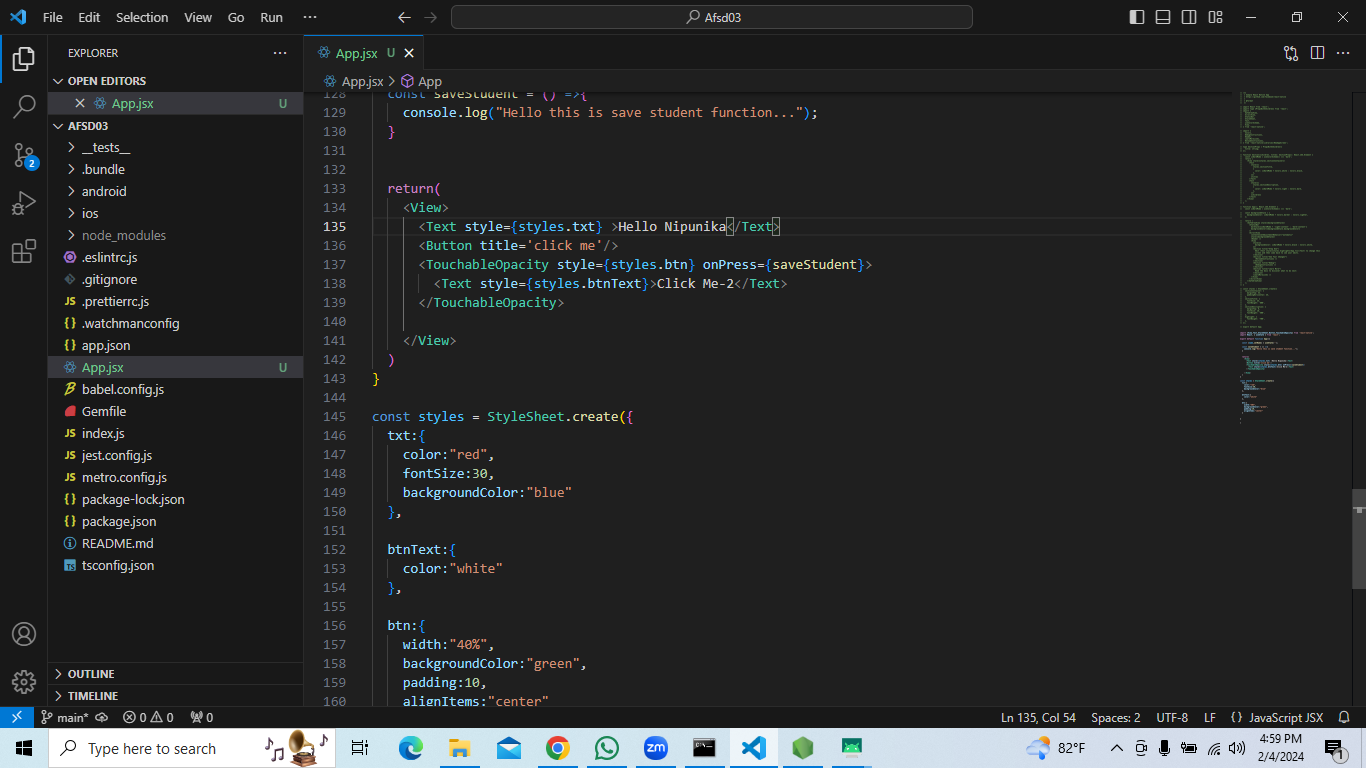 File Edit Selection View Go Run ···
Afsd03
EXPLORER
OPEN EDITORS
App.jsx U
AFSD03
__tests__
.bundle
android
ios
node_modules
.eslintrc.js
.gitignore
.prettierrc.js
.watchmanconfig
app.json
App.jsx U
babel.config.js
Gemfile
index.js
jest.config.js
metro.config.js
package-lock.json
package.json
README.md
tsconfig.json
OUTLINE
TIMELINE
2
App.jsx U
App.jsx > App
128 const saveStudent = () =>{
129 console.log("Hello this is save student function...");
130 }
131
132
133 return(
134 <View>
135 <Text style={styles.txt} >Hello Nipunika</Text>
136 <Button title='click me'/>
137 <TouchableOpacity style={styles.btn} onPress={saveStudent}>
138 <Text style={styles.btnText}>Click Me-2</Text>
139 </TouchableOpacity>
140
141 </View>
142 )
143 }
144
145 const styles = StyleSheet.create({
146 txt:{
147 color:"red",
148 fontSize:30,
149 backgroundColor:"blue"
150 },
151
152 btnText:{
153 color:"white"
154 },
155
156 btn:{
157 width:"40%",
158 backgroundColor:"green",
159 padding:10,
160 alignItems:"center"
main* 0 0 0 Ln 135, Col 54 Spaces: 2 UTF-8 LF {} JavaScript JSX
Type here to search
zm
82°F
4:59 PM
2/4/2024
1